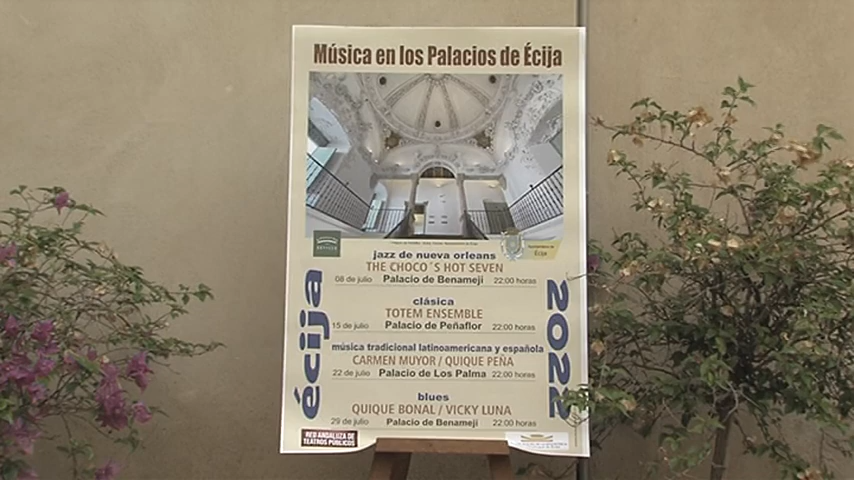 Música en los Palacios de Écija
Écija
jazz de nueva orleans
THE CHOCO´S HOT SEVEN
08 de julio Palacio de Benamejí 22:00 horas
clásica
TOTEM ENSEMBLE
15 de julio Palacio de Peñaflor 22:00 horas
música tradicional latinoamericana y española
CARMEN MUYOR / QUIQUE PEÑA
22 de julio Palacio de Los Palma 22:00 horas
blues
QUIQUE BONAL / VICKY LUNA
29 de julio Palacio de Benamejí 22:00 horas
écija
2022
RED ANDALUZA DE
TEATROS PÚBLICOS